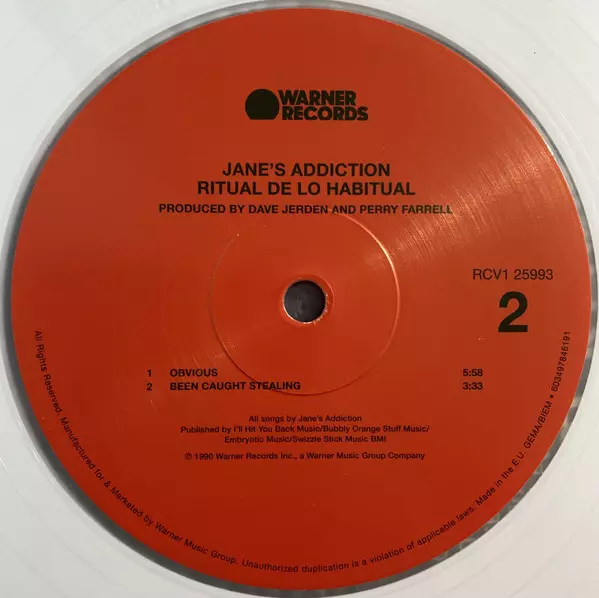 WARNER
RECORDS
JANE'S ADDICTION
RITUAL DE LO HABITUAL
PRODUCED BY DAVE JERDEN AND PERRY FARRELL
RCV1 25993
2
1 OBVIOUS 5:58
2 BEEN CAUGHT STEALING 3:33
All songs by Jane's Addiction
Published by I'll Hit You Back Music/Bubbly Orange Stuff Music/
Embryotic Music/Swizzle Stick Music BMI
© 1990 Warner Records Inc., a Warner Music Group Company
All Rights Reserved. Manufactured for & Marketed by Warner Music Group. Unauthorized duplication is a violation of applicable laws. Made in the E.U. GEMA/BIEM • 603497846191